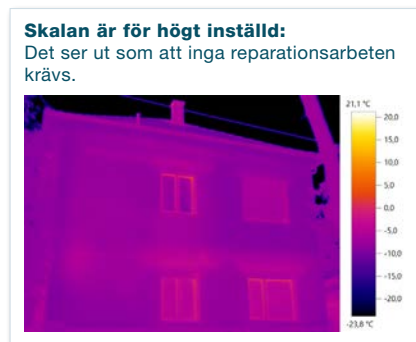 Skalan är för högt inställd:
Det ser ut som att inga reparationsarbeten
krävs.
21,1 °C
20,0
15,0
10,0
5,0
0,0
-5,0
-10,0
-15,0
-20,0
-23,8 °C